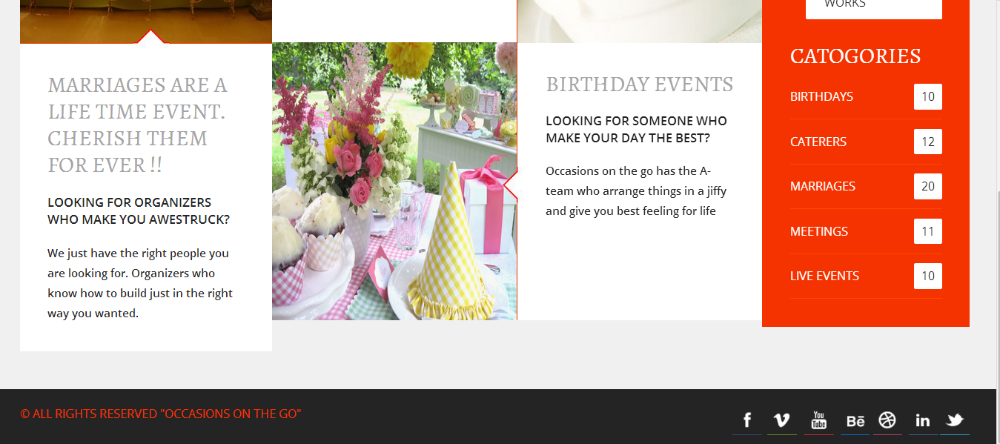 WORKS
MARRIAGES ARE A
LIFE TIME EVENT.
CHERISH THEM
FOR EVER !!
LOOKING FOR ORGANIZERS
WHO MAKE YOU AWESTRUCK?
We just have the right people you
are looking for. Organizers who
know how to build just in the right
way you wanted.
BIRTHDAY EVENTS
LOOKING FOR SOMEONE WHO
MAKE YOUR DAY THE BEST?
Occasions on the go has the A-
team who arrange things in a jiffy
and give you best feeling for life
CATOGORIES
BIRTHDAYS 10
CATERERS 12
MARRIAGES 20
MEETINGS 11
LIVE EVENTS 10
© ALL RIGHTS RESERVED "OCCASIONS ON THE GO"
f
You
Tube
Bē
in